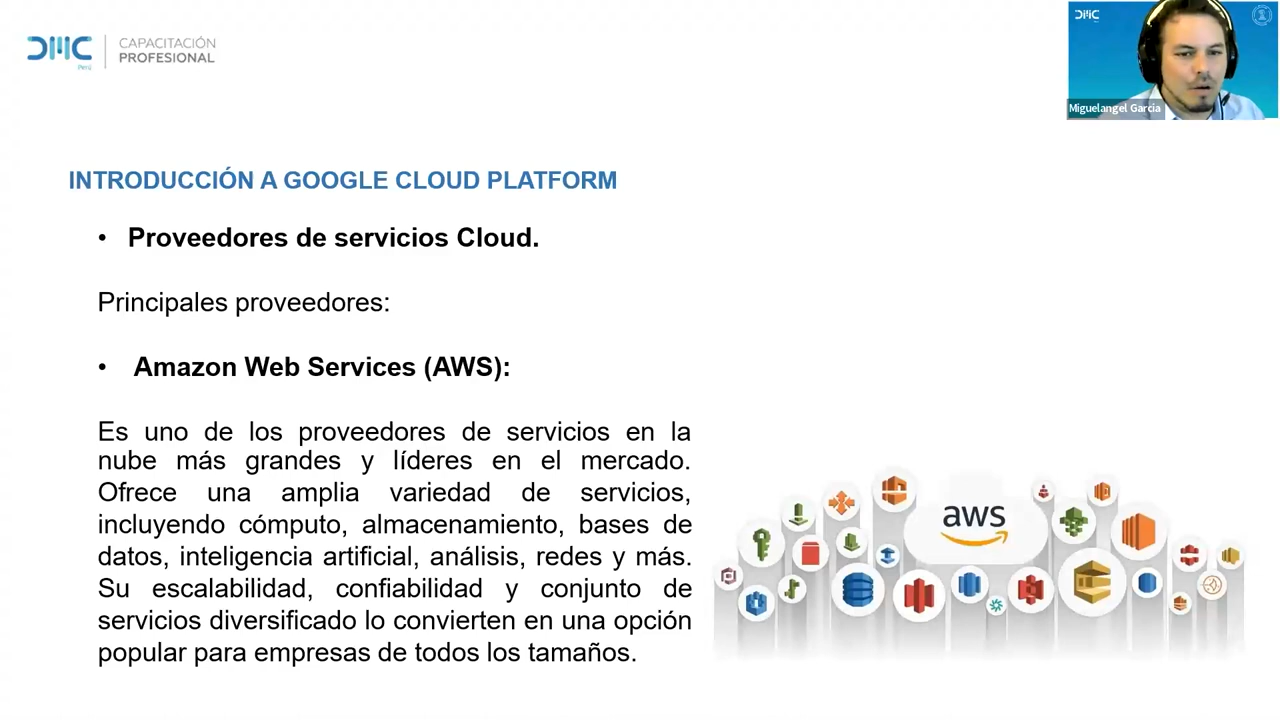 DMC
Perú
CAPACITACIÓN
PROFESIONAL
DMC
Miguelangel García
INTRODUCCIÓN A GOOGLE CLOUD PLATFORM
• Proveedores de servicios Cloud.
Principales proveedores:
• Amazon Web Services (AWS):
Es uno de los proveedores de servicios en la
nube más grandes y líderes en el mercado.
Ofrece una amplia variedad de servicios,
incluyendo cómputo, almacenamiento, bases de
datos, inteligencia artificial, análisis, redes y más.
Su escalabilidad, confiabilidad y conjunto de
servicios diversificado lo convierten en una opción
popular para empresas de todos los tamaños.
aws